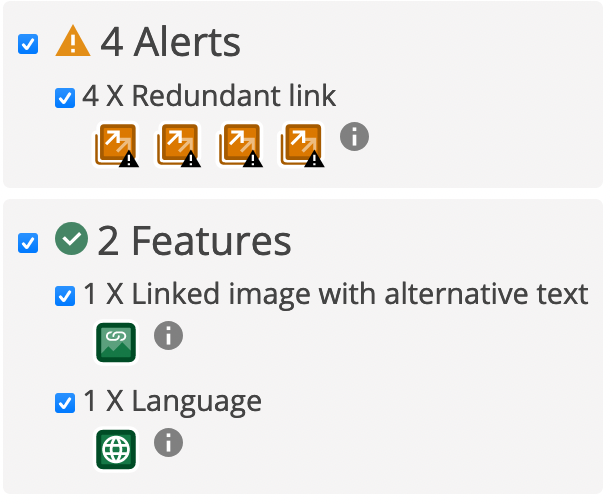 4 Alerts
4 X Redundant link
2 Features
1 X Linked image with alternative text
1 X Language